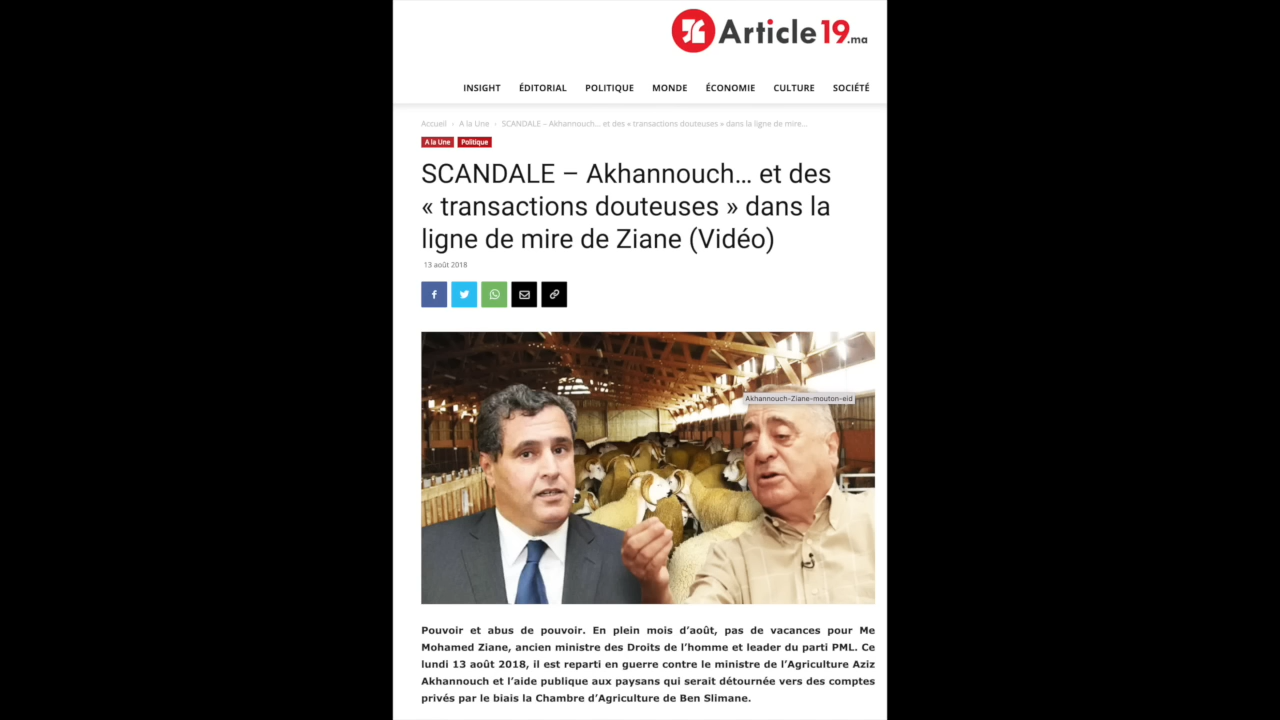 Article19.ma
INSIGHT ÉDITORIAL POLITIQUE MONDE ÉCONOMIE CULTURE SOCIÉTÉ
Accueil › A la Une › SCANDALE – Akhannouch... et des « transactions douteuses » dans la ligne de mire...
A la Une Politique
SCANDALE – Akhannouch... et des
« transactions douteuses » dans la
ligne de mire de Ziane (Vidéo)
13 août 2018
Akhannouch-Ziane-mouton-eid
Pouvoir et abus de pouvoir. En plein mois d’août, pas de vacances pour Me
Mohamed Ziane, ancien ministre des Droits de l’homme et leader du parti PML. Ce
lundi 13 août 2018, il est reparti en guerre contre le ministre de l’Agriculture Aziz
Akhannouch et l’aide publique aux paysans qui serait détournée vers des comptes
privés par le biais la Chambre d’Agriculture de Ben Slimane.